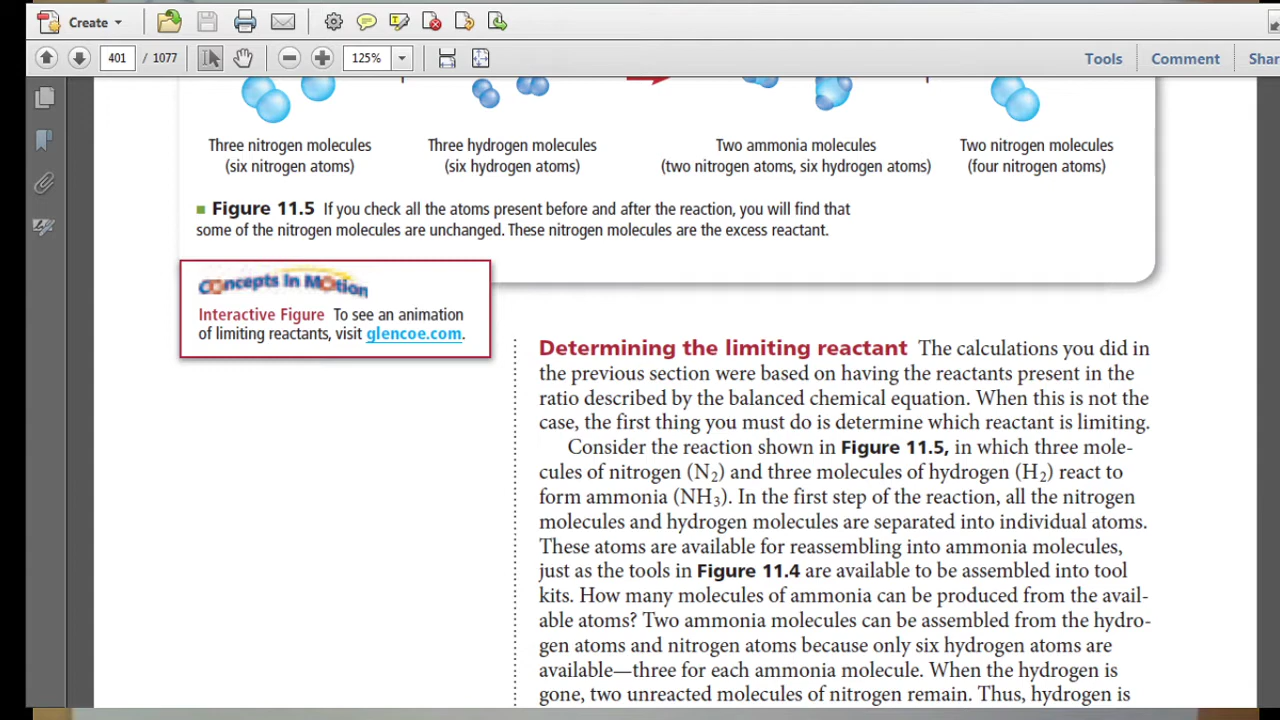 Create
401 / 1077
125%
Tools
Comment
Three nitrogen molecules
(six nitrogen atoms)
Three hydrogen molecules
(six hydrogen atoms)
Two ammonia molecules
(two nitrogen atoms, six hydrogen atoms)
Two nitrogen molecules
(four nitrogen atoms)
Figure 11.5 If you check all the atoms present before and after the reaction, you will find that
some of the nitrogen molecules are unchanged. These nitrogen molecules are the excess reactant.
Concepts In Motion
Interactive Figure To see an animation
of limiting reactants, visit glencoe.com.
Determining the limiting reactant The calculations you did in
the previous section were based on having the reactants present in the
ratio described by the balanced chemical equation. When this is not the
case, the first thing you must do is determine which reactant is limiting.
Consider the reaction shown in Figure 11.5, in which three mole-
cules of nitrogen (N₂) and three molecules of hydrogen (H₂) react to
form ammonia (NH₃). In the first step of the reaction, all the nitrogen
molecules and hydrogen molecules are separated into individual atoms.
These atoms are available for reassembling into ammonia molecules,
just as the tools in Figure 11.4 are available to be assembled into tool
kits. How many molecules of ammonia can be produced from the avail-
able atoms? Two ammonia molecules can be assembled from the hydro-
gen atoms and nitrogen atoms because only six hydrogen atoms are
available—three for each ammonia molecule. When the hydrogen is
gone, two unreacted molecules of nitrogen remain. Thus, hydrogen is